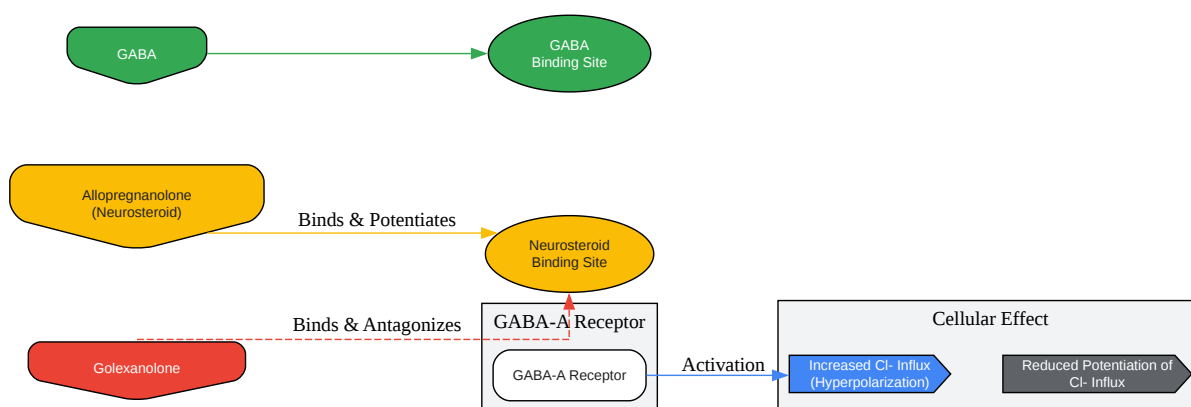 GABA
GABA
Binding Site
Allopregnanolone
(Neurosteroid)
Binds & Potentiates
Neurosteroid
Binding Site
Binds & Antagonizes
GABA-A Receptor
Cellular Effect
Golexanolone
GABA-A Receptor
Activation
Increased Cl- Influx
(Hyperpolarization)
Reduced Potentiation of
Cl- Influx